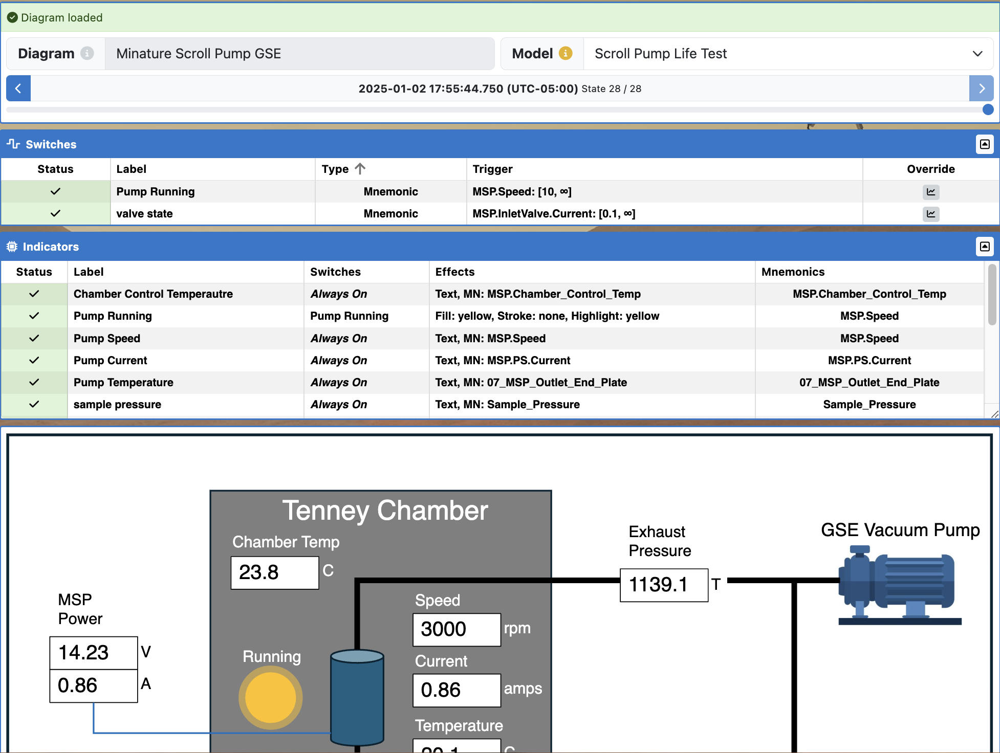 Diagram loaded
Diagram Minature Scroll Pump GSE Model Scroll Pump Life Test
2025-01-02 17:55:44.750 (UTC-05:00) State 28 / 28
Switches
Status Label Type Trigger Override
Pump Running Mnemonic MSP.Speed: [10, ∞]
valve state Mnemonic MSP.InletValve.Current: [0.1, ∞]
Indicators
Status Label Switches Effects Mnemonics
Chamber Control Temperautre Always On Text, MN: MSP.Chamber_Control_Temp MSP.Chamber_Control_Temp
Pump Running Pump Running Fill: yellow, Stroke: none, Highlight: yellow MSP.Speed
Pump Speed Always On Text, MN: MSP.Speed MSP.Speed
Pump Current Always On Text, MN: MSP.PS.Current MSP.PS.Current
Pump Temperature Always On Text, MN: 07_MSP_Outlet_End_Plate 07_MSP_Outlet_End_Plate
sample pressure Always On Text, MN: Sample_Pressure Sample_Pressure
Tenney Chamber
Chamber Temp
23.8 C
MSP
Power
14.23 V
0.86 A
Running
Speed
3000 rpm
Current
0.86 amps
Temperature
Exhaust
Pressure
1139.1 T
GSE Vacuum Pump